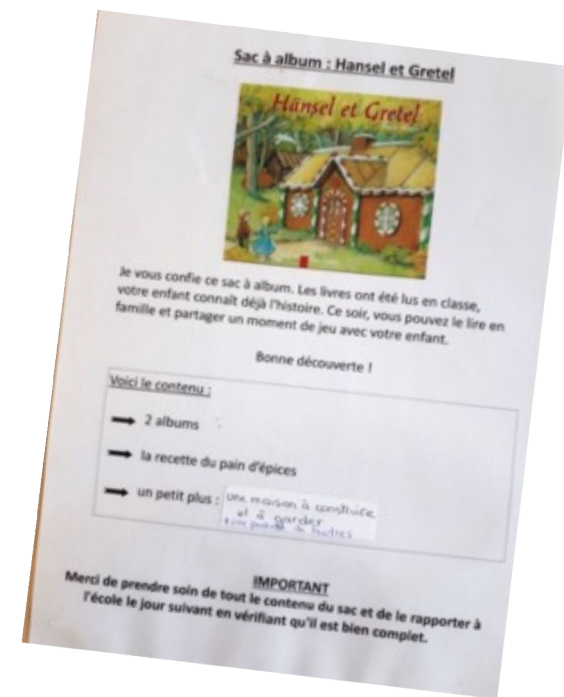 Sac à album : Hansel et Gretel
Hänsel et Gretel
Je vous confie ce sac à album. Les livres ont été lus en classe,
votre enfant connaît déjà l'histoire. Ce soir, vous pouvez le lire en
famille et partager un moment de jeu avec votre enfant.
Bonne découverte !
Voici le contenu :
2 albums
la recette du pain d'épices
un petit plus : une maison à construire
et à garder
IMPORTANT
Merci de prendre soin de tout le contenu du sac et de le rapporter à
l'école le jour suivant en vérifiant qu'il est bien complet.